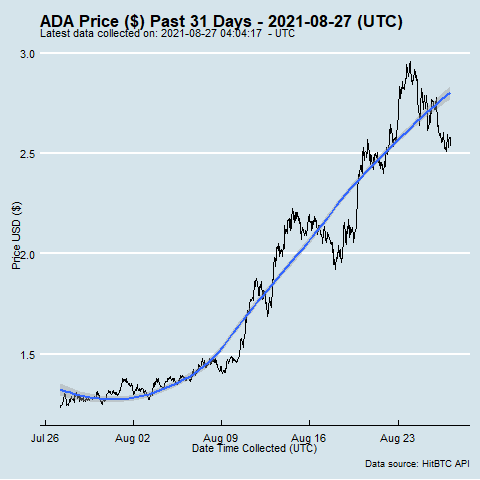 ADA Price ($) Past 31 Days - 2021-08-27 (UTC)
Latest data collected on: 2021-08-27 04:04:17 - UTC
3.0
2.5
2.0
1.5
Price USD ($)
Jul 26 Aug 02 Aug 09 Aug 16 Aug 23
Date Time Collected (UTC)
Data source: HitBTC API